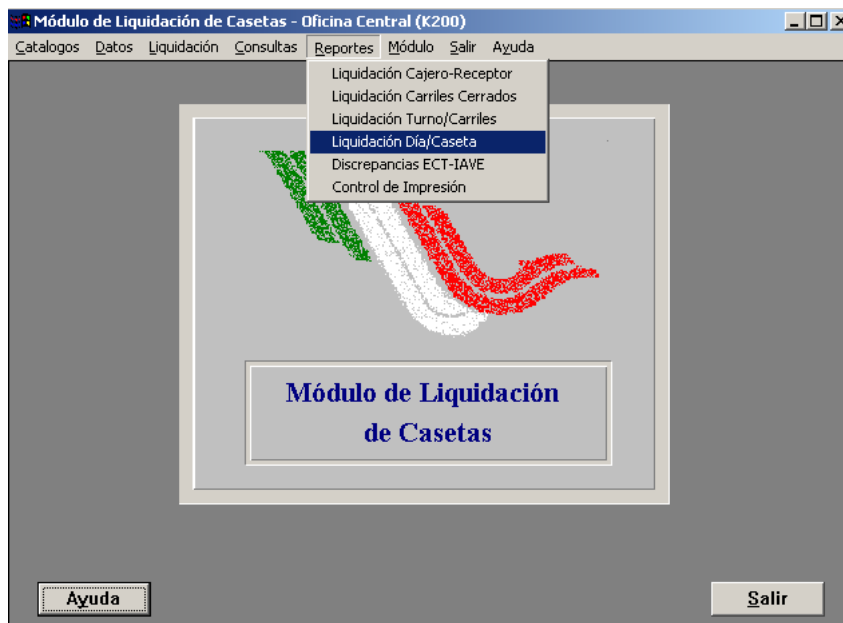 Módulo de Liquidación de Casetas - Oficina Central (K200)
Catalogos Datos Liquidación Consultas Reportes Módulo Salir Ayuda
Liquidación Cajero-Receptor
Liquidación Carriles Cerrados
Liquidación Turno/Carriles
Liquidación Día/Caseta
Discrepancias ECT-IAVE
Control de Impresión
Módulo de Liquidación
de Casetas
Ayuda
Salir